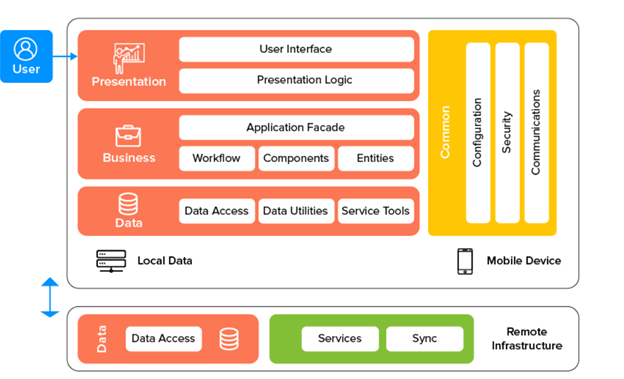 User
Presentation
User Interface
Presentation Logic
Business
Application Facade
Workflow
Components
Entities
Data
Data Access
Data Utilities
Service Tools
Common
Configuration
Security
Communications
Local Data
Mobile Device
Data
Data Access
Services
Sync
Remote
Infrastructure